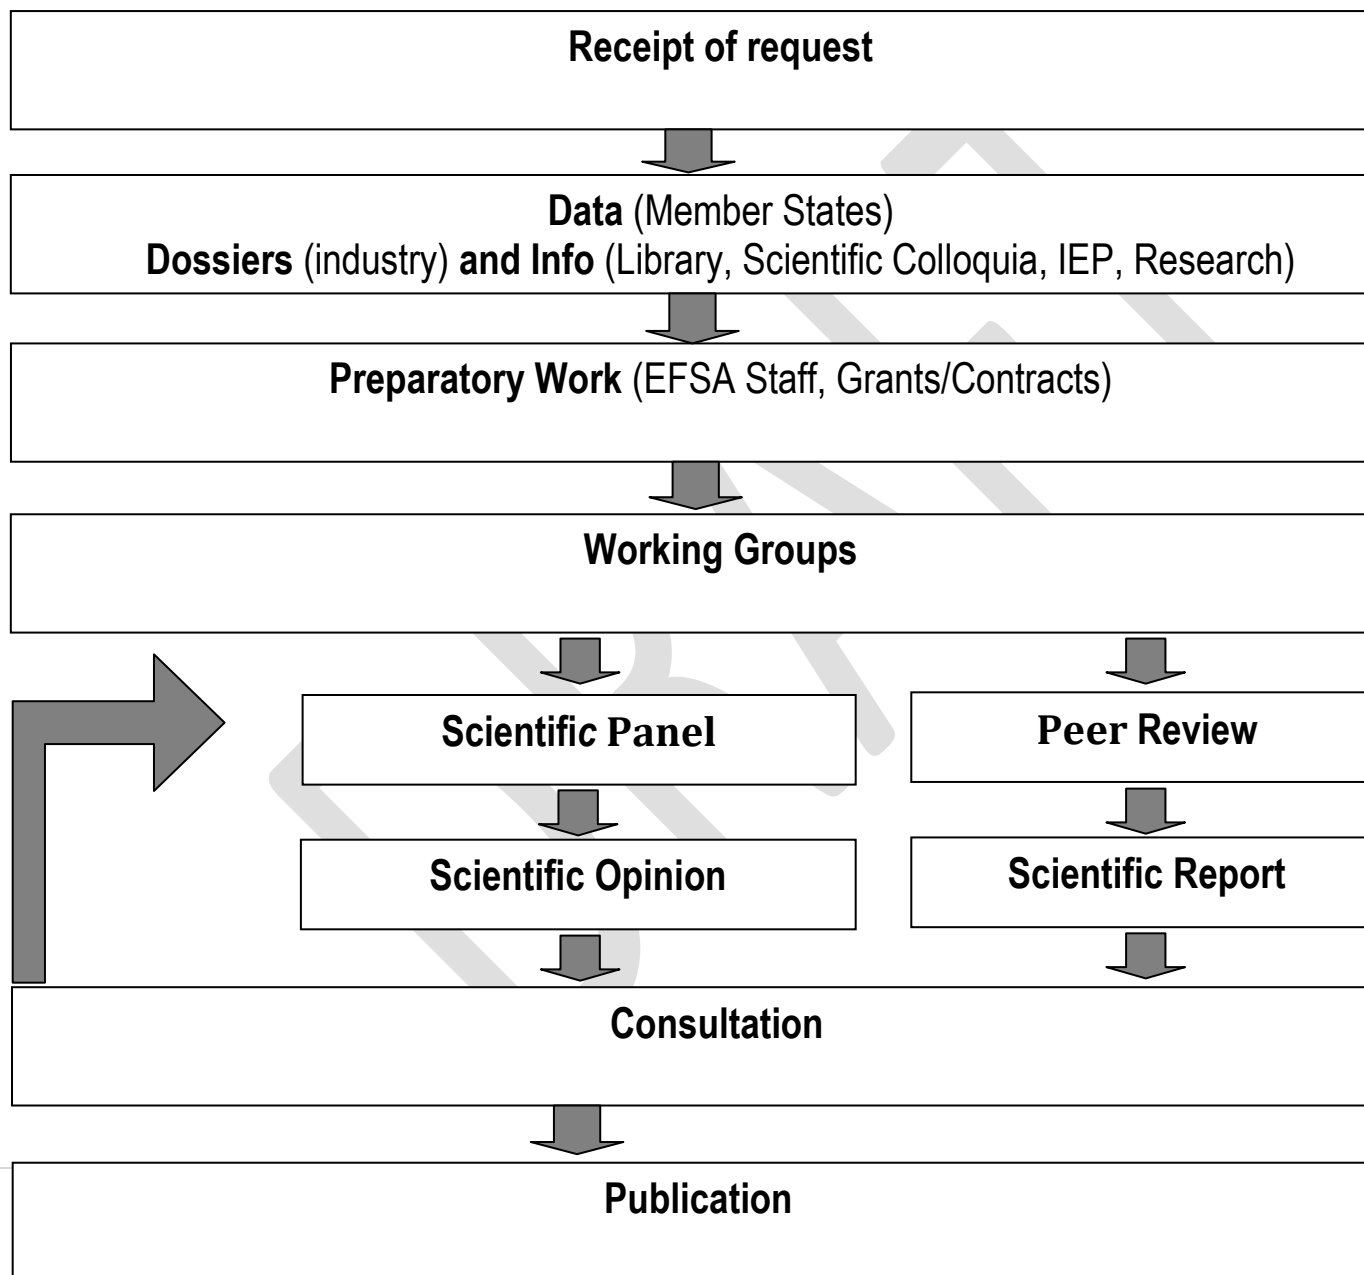 Receipt of request
Data (Member States)
Dossiers (industry) and Info (Library, Scientific Colloquia, IEP, Research)
Preparatory Work (EFSA Staff, Grants/Contracts)
Working Groups
Scientific Panel
Peer Review
Scientific Opinion
Scientific Report
Consultation
Publication
DRAFT